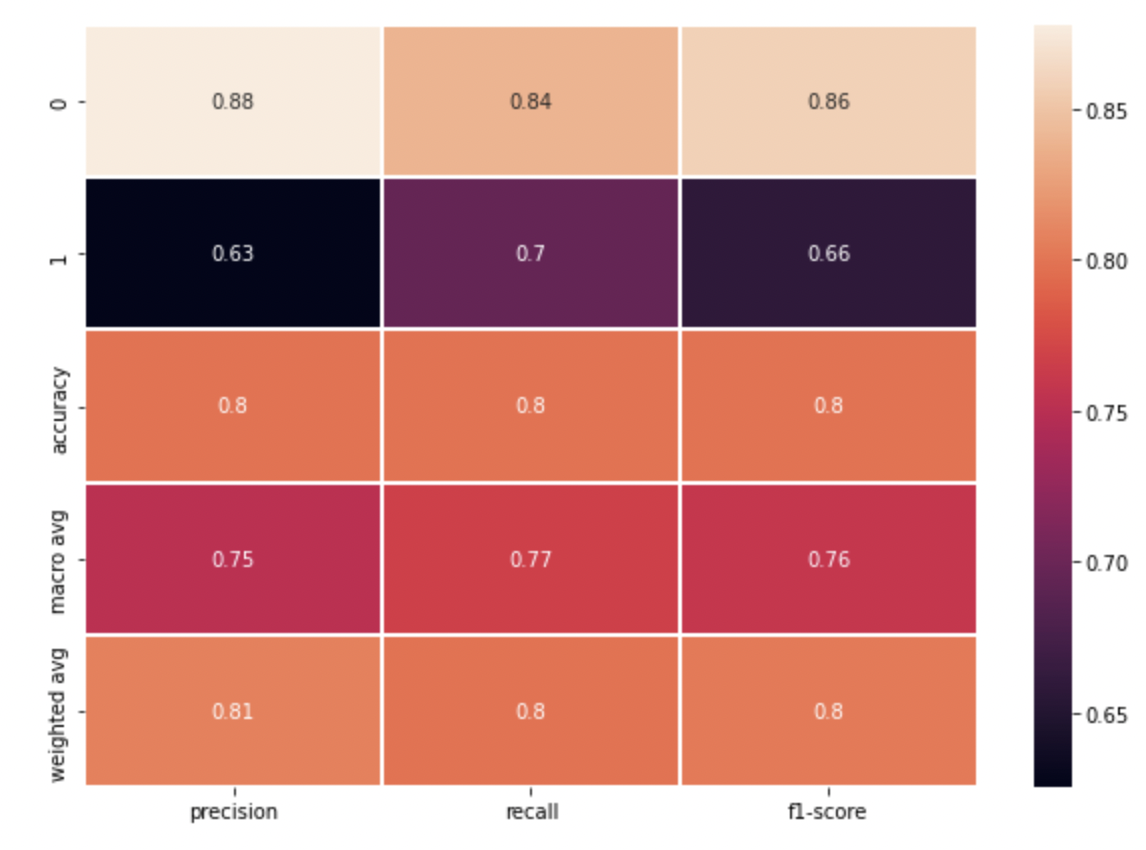 0 0.88 0.84 0.86
1 0.63 0.7 0.66
accuracy 0.8 0.8 0.8
macro avg 0.75 0.77 0.76
weighted avg 0.81 0.8 0.8
precision recall f1-score
0.85
0.80
0.75
0.70
0.65